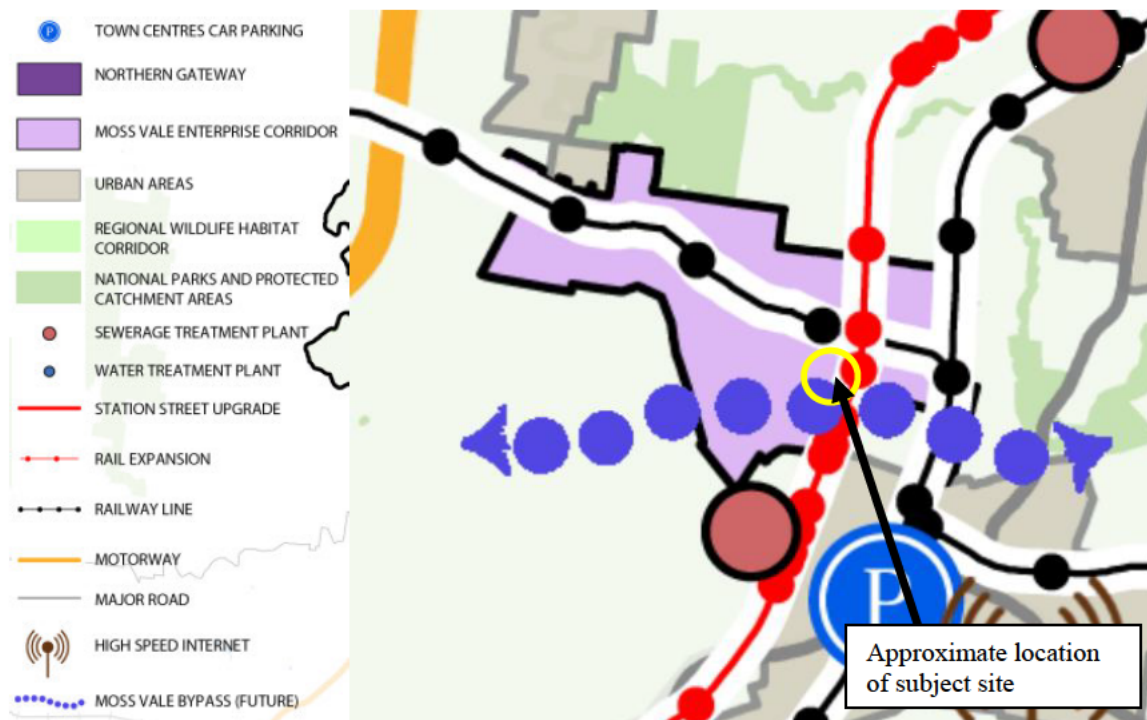 P
TOWN CENTRES CAR PARKING
NORTHERN GATEWAY
MOSS VALE ENTERPRISE CORRIDOR
URBAN AREAS
REGIONAL WILDLIFE HABITAT
CORRIDOR
NATIONAL PARKS AND PROTECTED
CATCHMENT AREAS
SEWERAGE TREATMENT PLANT
WATER TREATMENT PLANT
STATION STREET UPGRADE
RAIL EXPANSION
RAILWAY LINE
MOTORWAY
MAJOR ROAD
HIGH SPEED INTERNET
MOSS VALE BYPASS (FUTURE)
P
Approximate location
of subject site